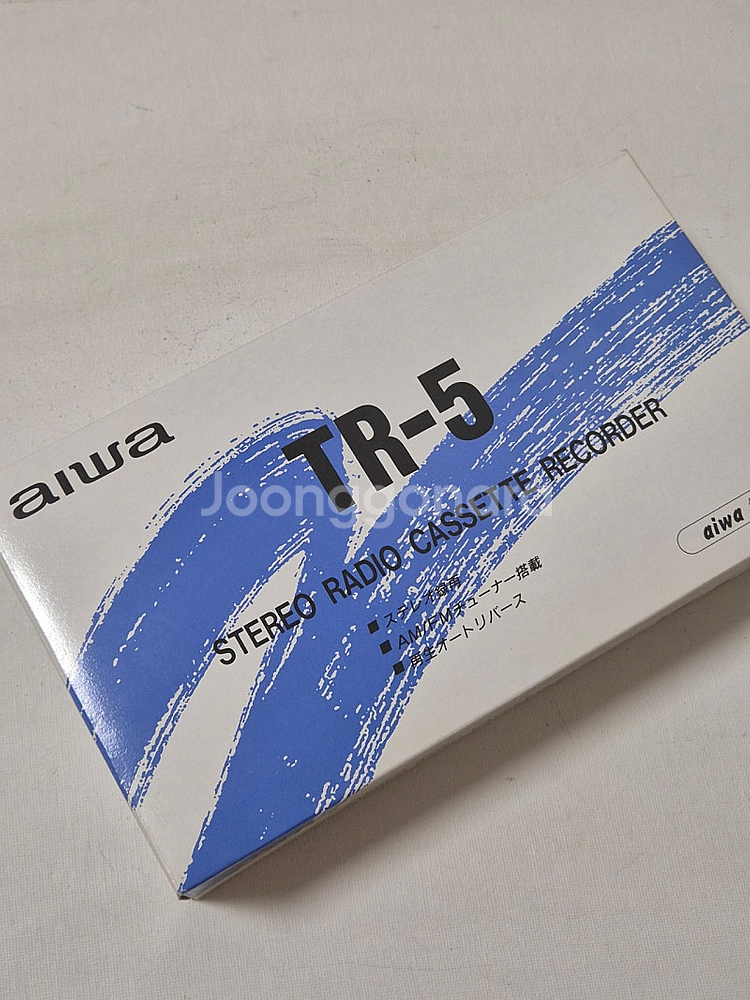 aiwa
TR-5
STEREO RADIO CASSETTE RECORDER
■ ステレオ録再
■ AM/FMチューナー搭載
■ 再生オートリバース
aiwa
Joonggonara